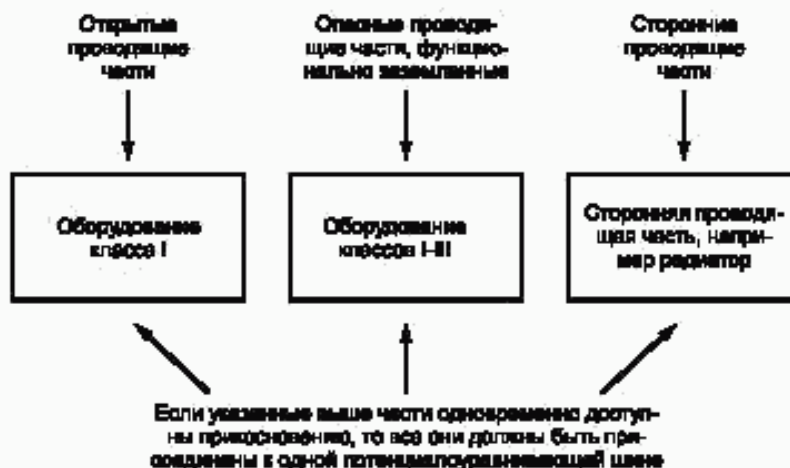 Открытые
проводящие
части
Опасные проводя-
щие части, функцио-
нально заземленные
Сторонние
проводящие
части
Оборудование
класса I
Оборудование
классов I-III
Сторонняя проводя-
щая часть, напри-
мер радиатор
Если указанные выше части одновременно доступ-
ны прикосновению, то все они должны быть при-
соединены к одной потенциалоуравнивающей шине